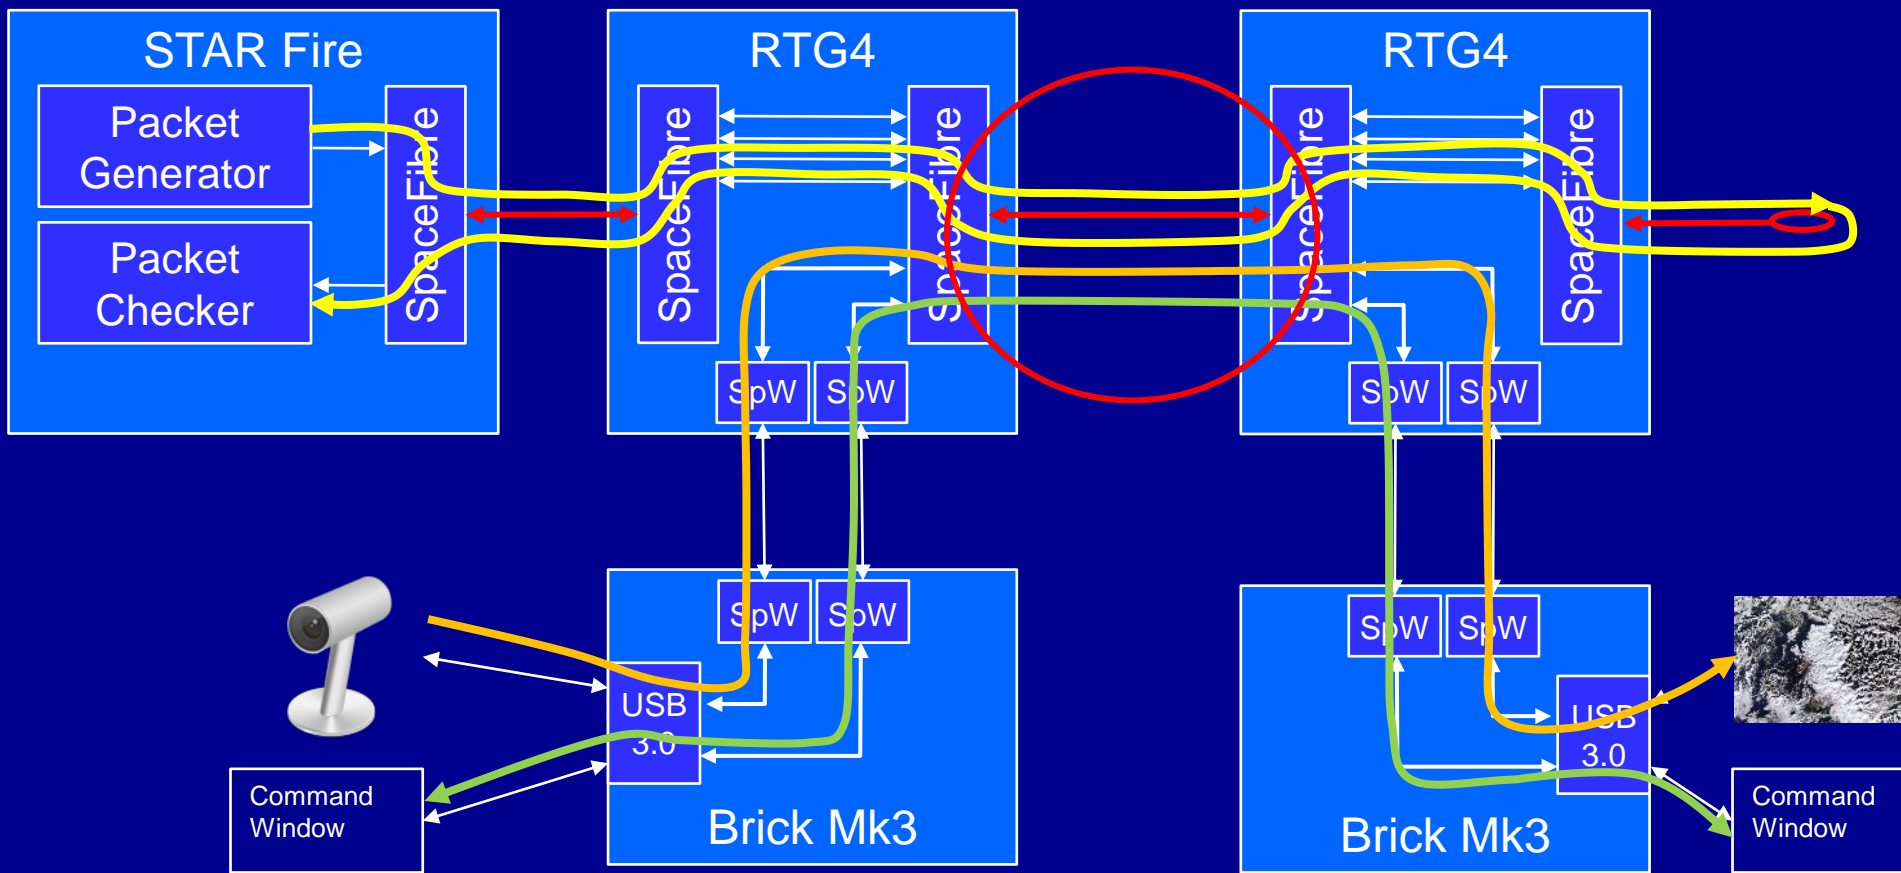 STAR Fire
Packet
Generator
Packet
Checker
SpaceFibre
RTG4
SpaceFibre
SpaceFibre
SpW
SpW
RTG4
SpaceFibre
SpaceFibre
SpW
SpW
SpW
SpW
USB
3.0
Brick Mk3
Command
Window
SpW
SpW
USB
3.0
Brick Mk3
Command
Window